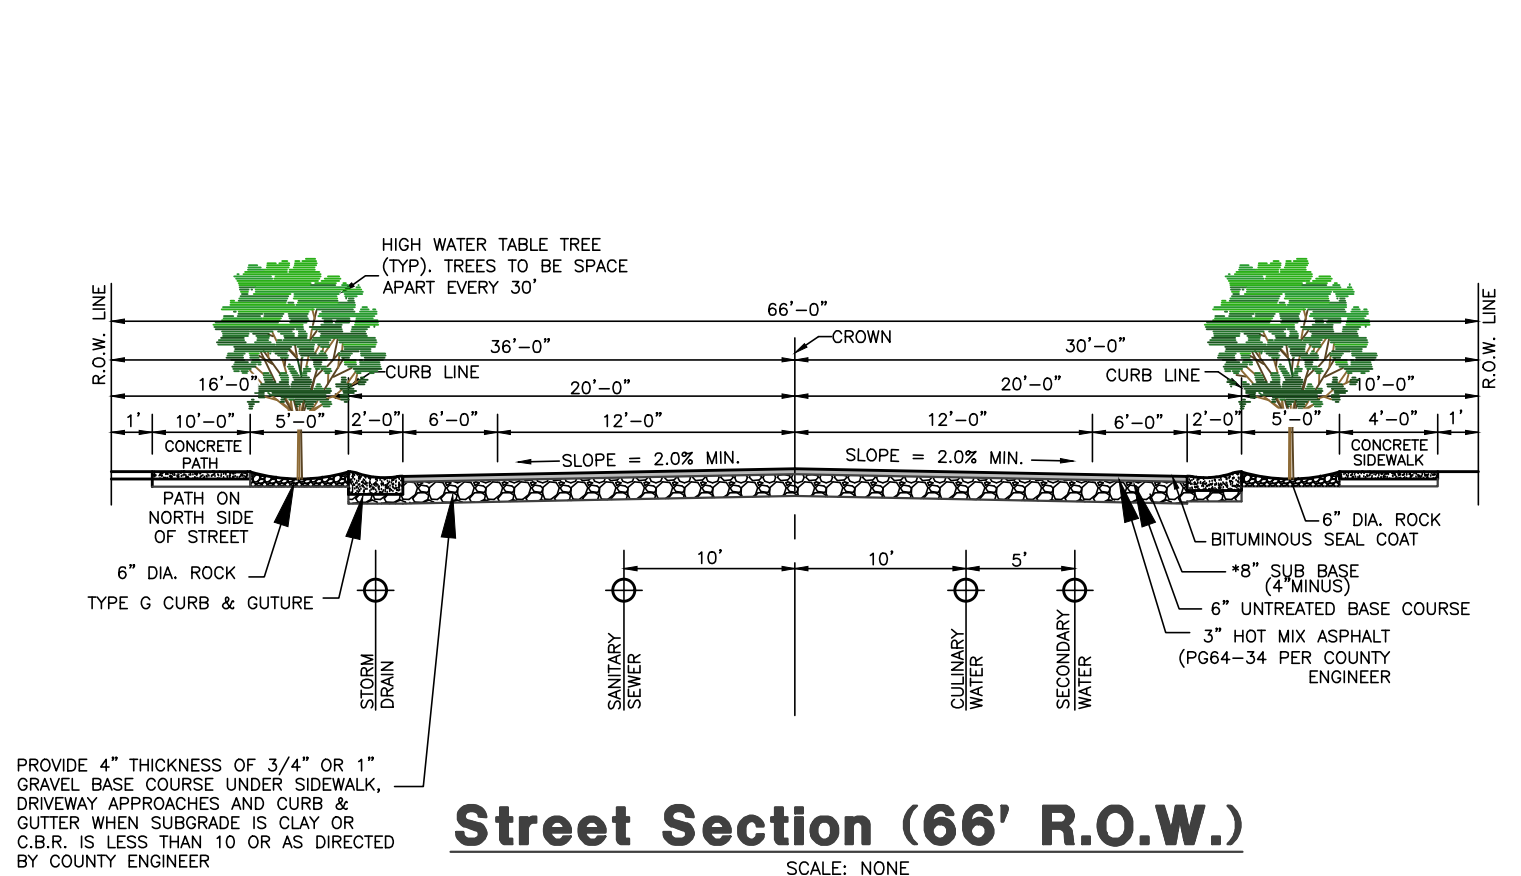 HIGH WATER TABLE TREE
(TYP). TREES TO BE SPACE
APART EVERY 30'
R.O.W. LINE
R.O.W. LINE
66'-0"
CROWN
36'-0"
30'-0"
CURB LINE
CURB LINE
16'-0"
20'-0"
20'-0"
10'-0"
1'
10'-0"
5'-0"
2'-0"
6'-0"
12'-0"
12'-0"
6'-0"
2'-0"
5'-0"
4'-0"
1'
CONCRETE
PATH
SLOPE = 2.0% MIN.
SLOPE = 2.0% MIN.
CONCRETE
SIDEWALK
PATH ON
NORTH SIDE
OF STREET
6" DIA. ROCK
TYPE G CURB & GUTURE
6" DIA. ROCK
BITUMINOUS SEAL COAT
*8" SUB BASE
(4"MINUS)
6" UNTREATED BASE COURSE
3" HOT MIX ASPHALT
(PG64-34 PER COUNTY
ENGINEER
10'
10'
5'
STORM
DRAIN
SANITARY
SEWER
CULINARY
WATER
SECONDARY
WATER
PROVIDE 4" THICKNESS OF 3/4" OR 1"
GRAVEL BASE COURSE UNDER SIDEWALK,
DRIVEWAY APPROACHES AND CURB &
GUTTER WHEN SUBGRADE IS CLAY OR
C.B.R. IS LESS THAN 10 OR AS DIRECTED
BY COUNTY ENGINEER
Street Section (66' R.O.W.)
SCALE: NONE